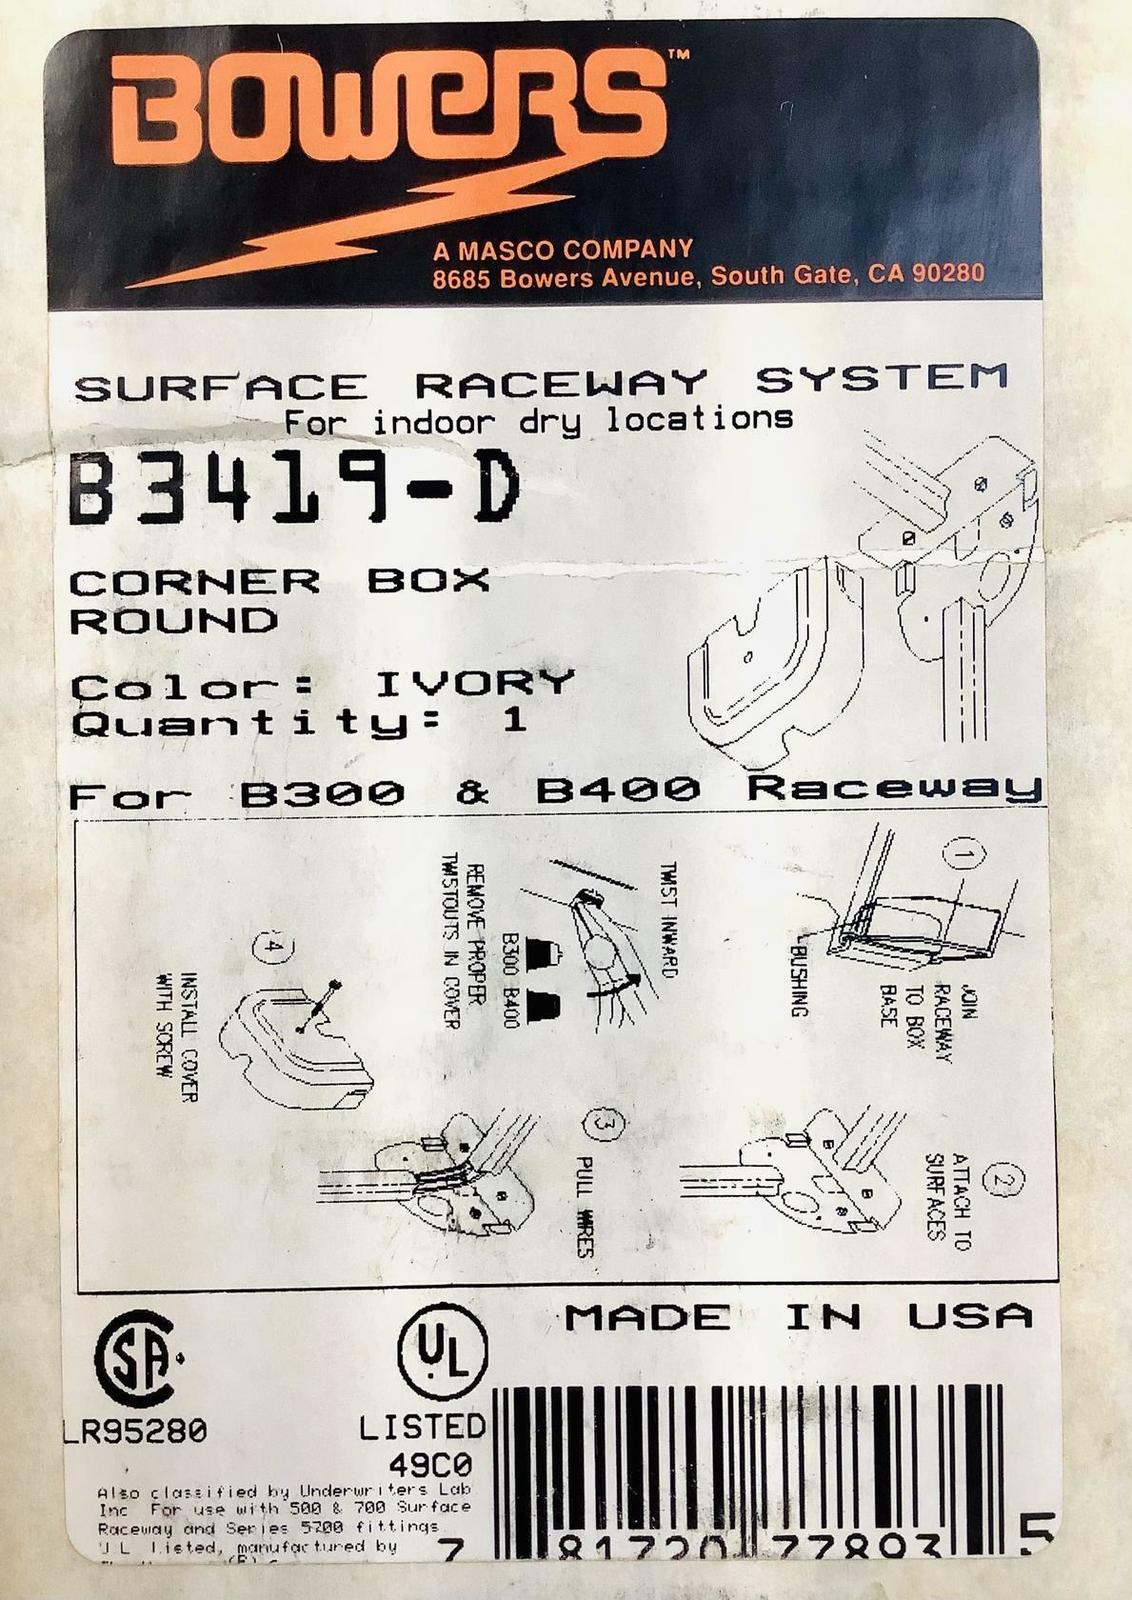 BOWERS™
A MASCO COMPANY
8685 Bowers Avenue, South Gate, CA 90280
SURFACE RACEWAY SYSTEM
For indoor dry locations
B3419-D
CORNER BOX
ROUND
Color: IVORY
Quantity: 1
For B300 & B400 Raceway
1
JOIN
RACEWAY
TO BOX
BASE
BUSHING
2
ATTACH TO
SURFACES
TWIST INWARD
B300 B400
REMOVE PROPER
TWISTOUTS IN COVER
3
PULL WIRES
4
INSTALL COVER
WITH SCREW
MADE IN USA
SA
LR95280
UL
LISTED
49C0
Also classified by Underwriters Lab
Inc For use with 500 & 700 Surface
Raceway and Series 5700 fittings
U L listed, manufactured by
7 81720 77893 5